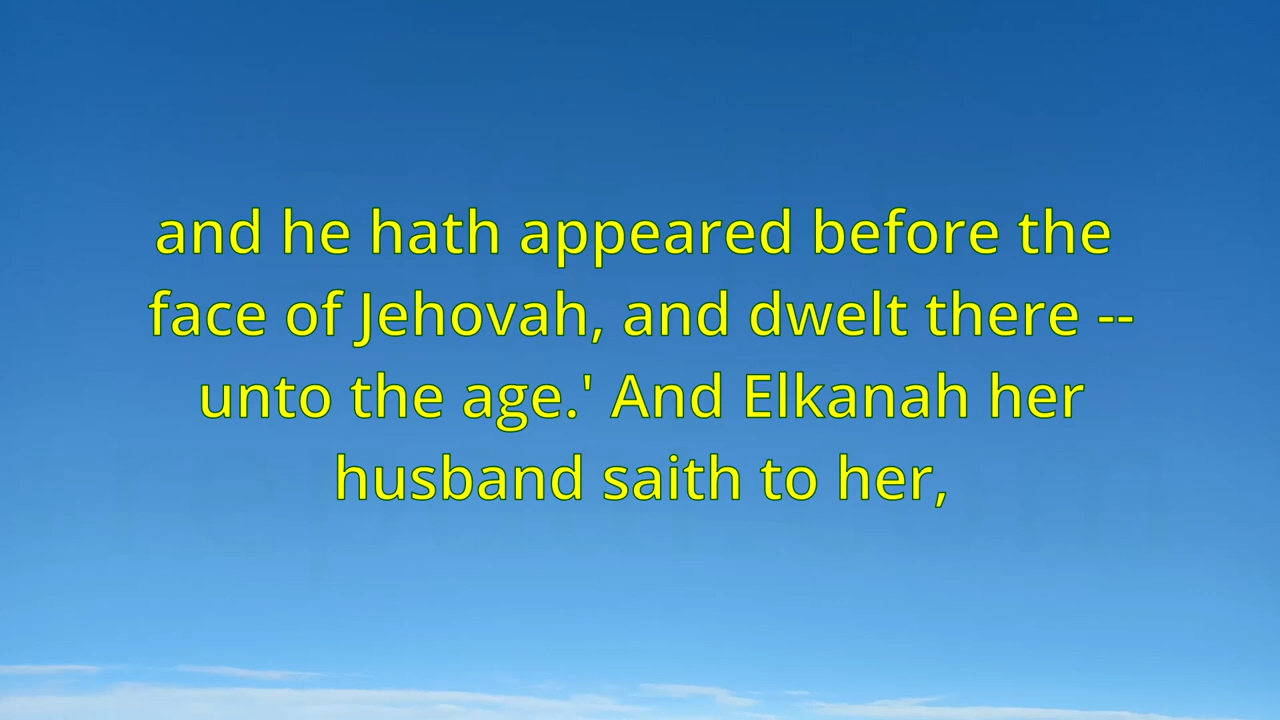 and he hath appeared before the
face of Jehovah, and dwelt there --
unto the age.' And Elkanah her
husband saith to her,